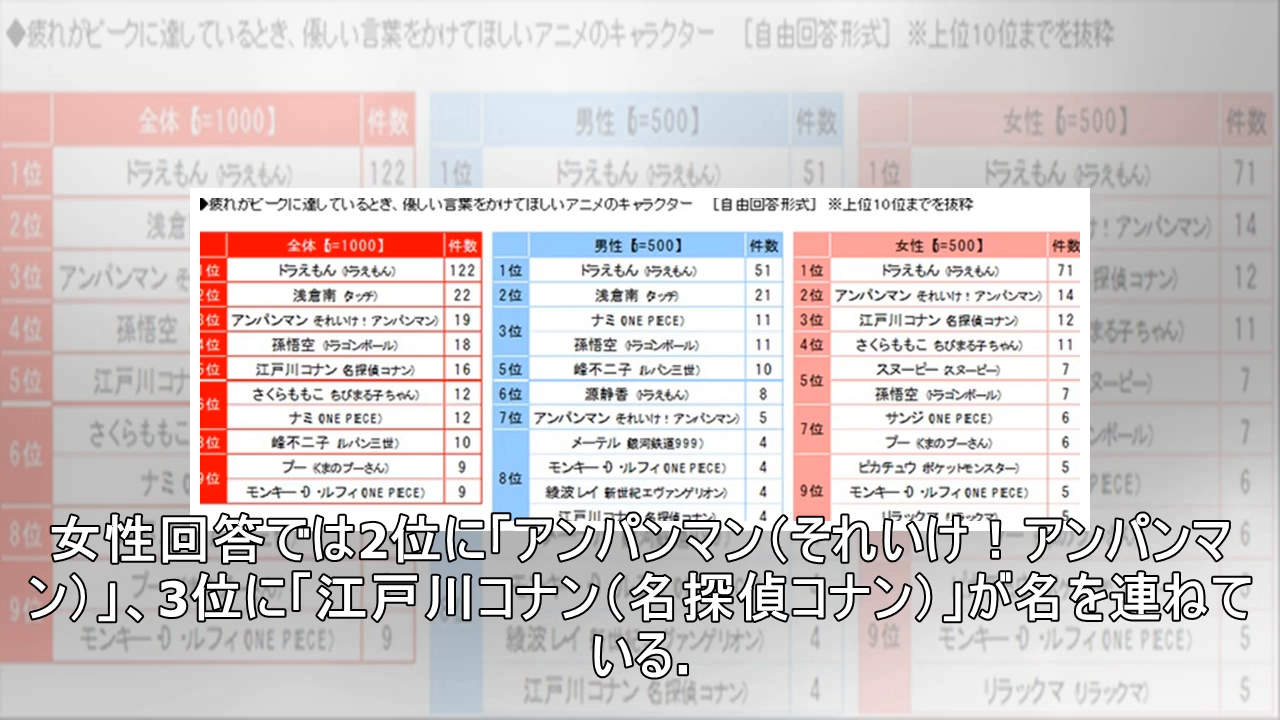 ◆疲れがピークに達しているとき、優しい言葉をかけてほしいアニメのキャラクター [自由回答形式] ※上位10位までを抜粋
全体【n=1000】 件数
1位 ドラえもん (ドラえもん) 122
2位 浅倉南 (タッチ) 22
3位 アンパンマン (それいけ!アンパンマン) 19
4位 孫悟空 (ドラゴンボール) 18
5位 江戸川コナン (名探偵コナン) 16
6位 さくらももこ (ちびまる子ちゃん) 12
ナミ (ONE PIECE) 12
8位 峰不二子 (ルパン三世) 10
9位 プー (くまのプーさん) 9
モンキー・D・ルフィ (ONE PIECE) 9
男性【n=500】 件数
1位 ドラえもん (ドラえもん) 51
2位 浅倉南 (タッチ) 21
3位 ナミ (ONE PIECE) 11
孫悟空 (ドラゴンボール) 11
5位 峰不二子 (ルパン三世) 10
6位 源静香 (ドラえもん) 8
7位 アンパンマン (それいけ!アンパンマン) 5
8位 メーテル (銀河鉄道999) 4
モンキー・D・ルフィ (ONE PIECE) 4
綾波レイ (新世紀エヴァンゲリオン) 4
江戸川コナン (名探偵コナン) 4
女性【n=500】 件数
1位 ドラえもん (ドラえもん) 71
2位 アンパンマン (それいけ!アンパンマン) 14
3位 江戸川コナン (名探偵コナン) 12
4位 さくらももこ (ちびまる子ちゃん) 11
5位 スヌーピー (スヌーピー) 7
孫悟空 (ドラゴンボール) 7
7位 サンジ (ONE PIECE) 6
プー (くまのプーさん) 6
9位 ピカチュウ (ポケットモンスター) 5
モンキー・D・ルフィ (ONE PIECE) 5
リラックマ (リラックマ) 5
女性回答では2位に「アンパンマン(それいけ!アンパンマ
ン)」、3位に「江戸川コナン(名探偵コナン)」が名を連ねて
いる.